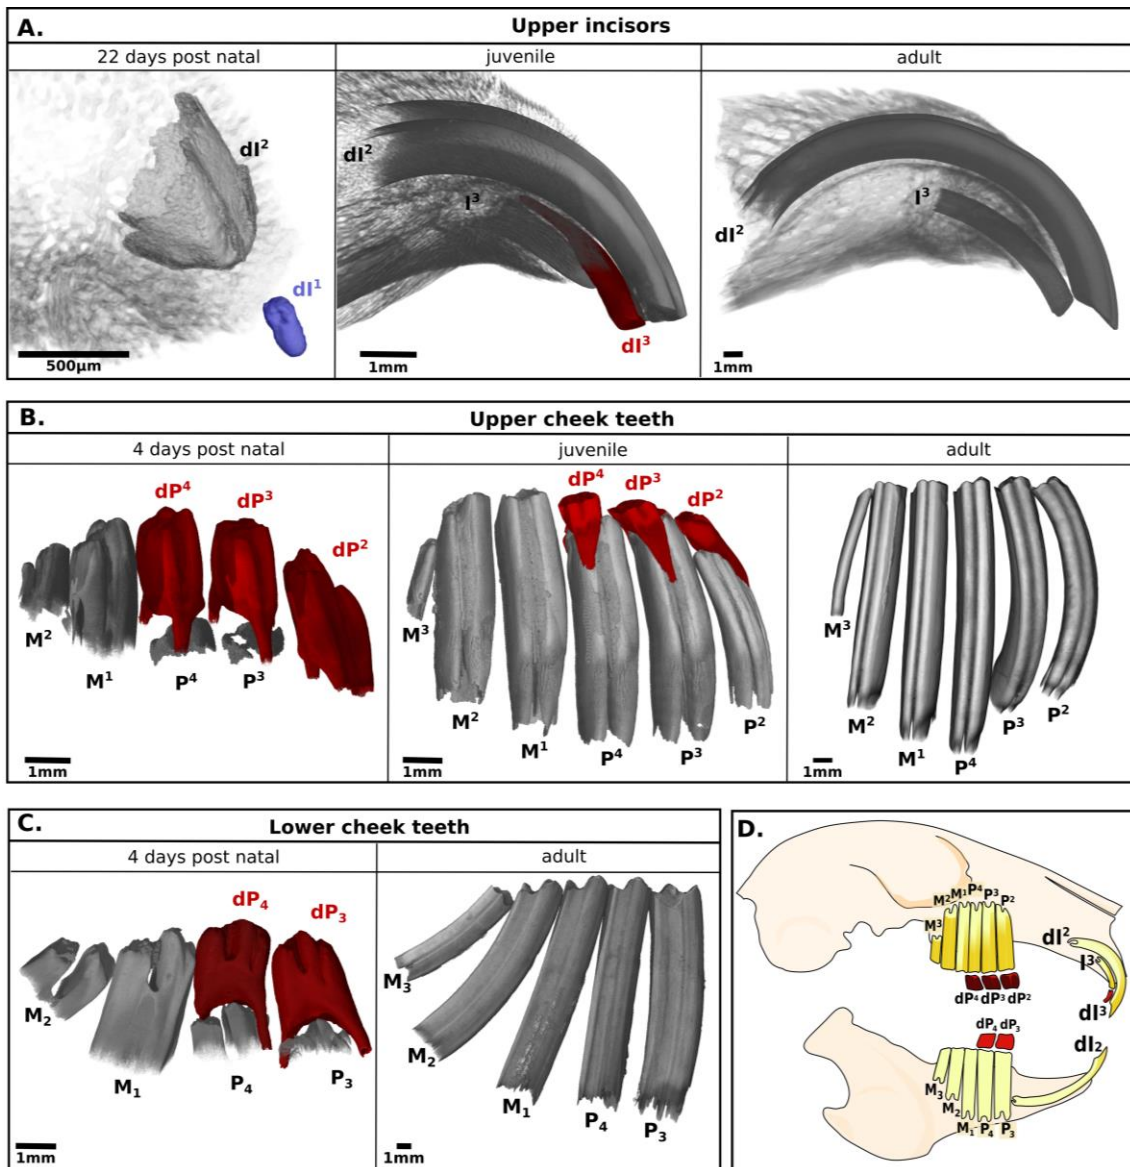 A.
Upper incisors
22 days post natal
juvenile
adult
dI²
dI¹
500µm
dI²
I³
dI³
1mm
dI²
I³
1mm
B.
Upper cheek teeth
4 days post natal
juvenile
adult
dP⁴
dP³
dP²
M²
M¹
P⁴
P³
1mm
dP⁴
dP³
dP²
M³
M²
M¹
P⁴
P³
P²
M³
M²
M¹
P⁴
P³
P²
1mm
C.
Lower cheek teeth
4 days post natal
adult
dP₄
dP₃
M₂
M₁
P₄
P₃
1mm
M₃
M₂
M₁
P₄
P₃
1mm
D.
M³
M²
M¹
P⁴
P³
P²
dI²
I³
dI³
dP⁴
dP³
dP²
dP₄
dP₃
dI₂
M₃
M₂
M₁
P₄
P₃